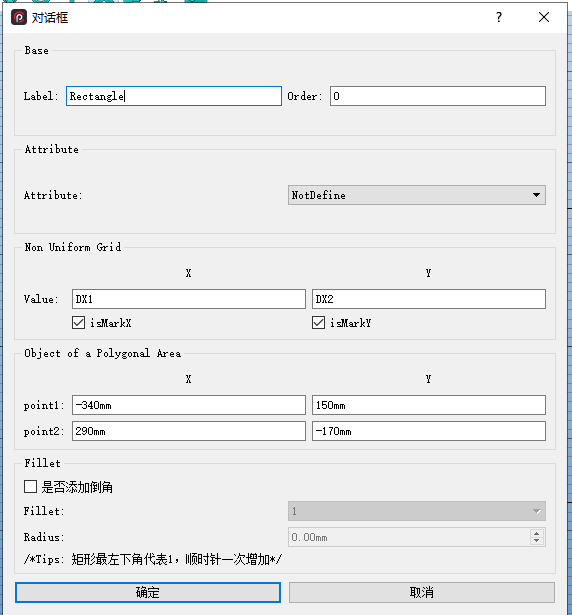 对话框
Base
Label: Rectangle Order: 0
Attribute
Attribute: NotDefine
Non Uniform Grid
X Y
Value: DX1 DX2
isMarkX isMarkY
Object of a Polygonal Area
X Y
point1: -340mm 150mm
point2: 290mm -170mm
Fillet
是否添加倒角
Fillet: 1
Radius: 0.00mm
/*Tips: 矩形最左下角代表1，顺时针一次增加*/
确定 取消